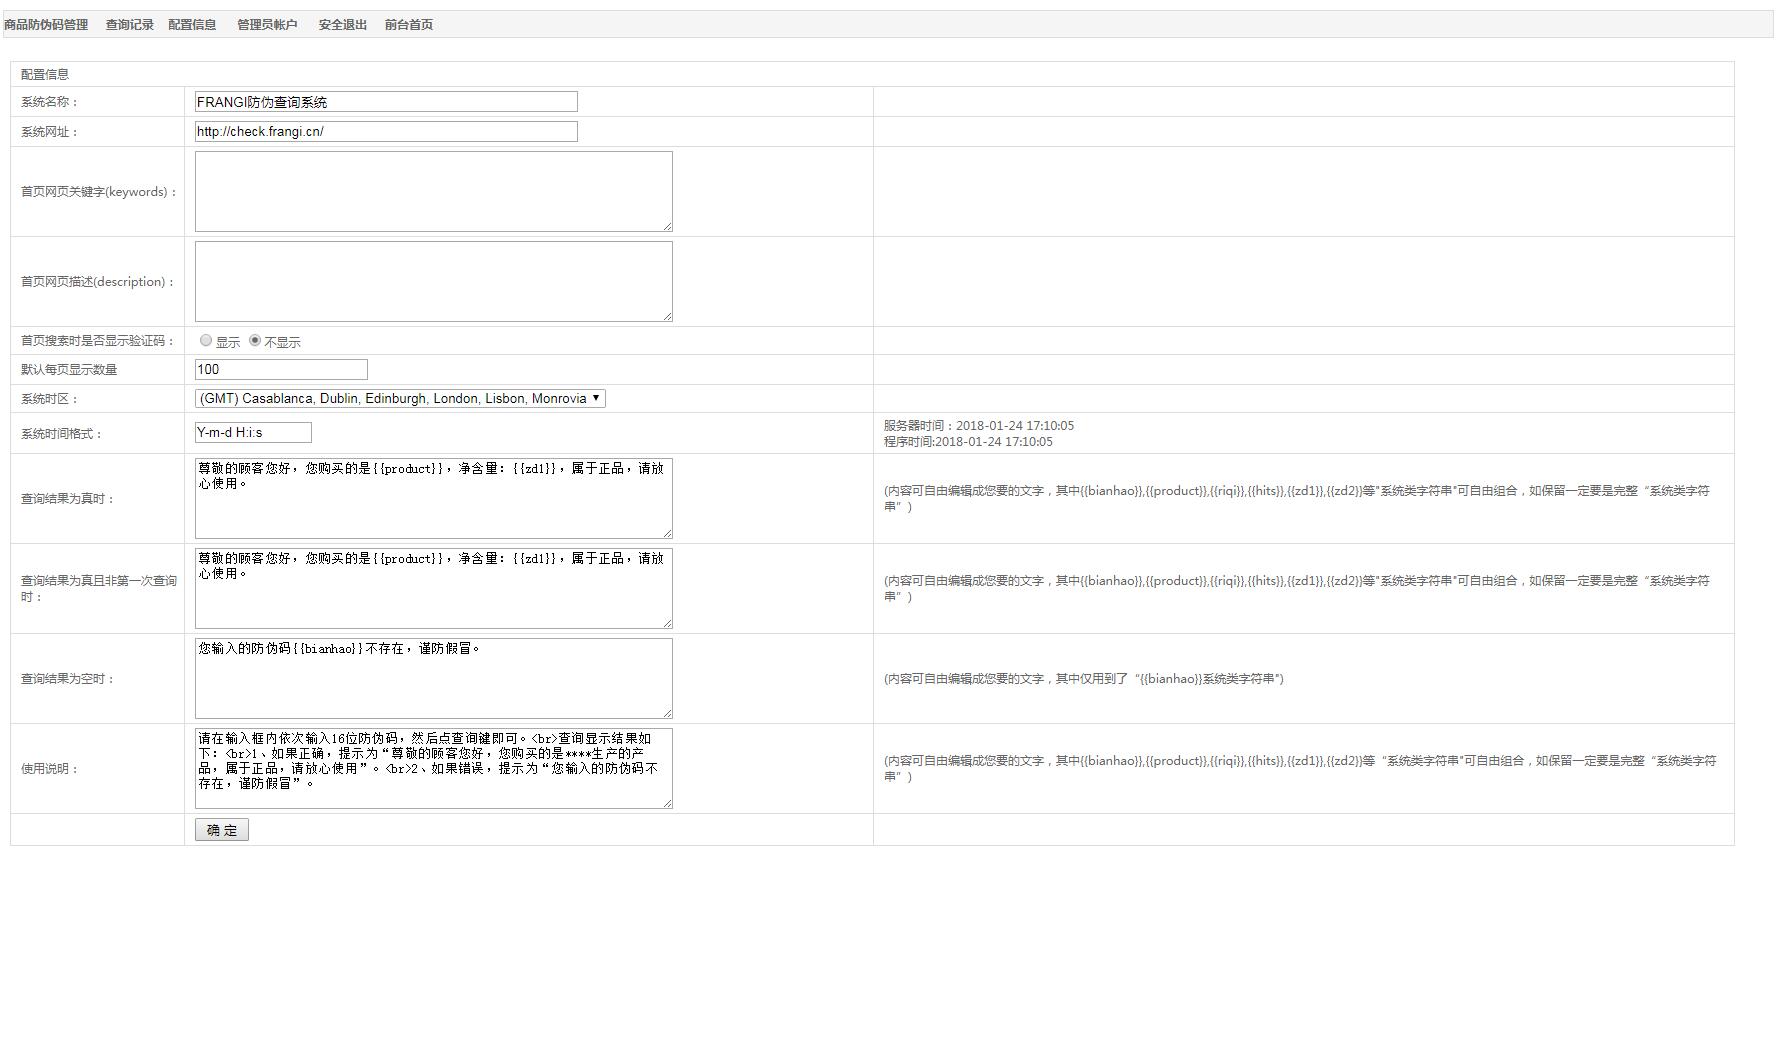 商品防伪码管理 查询记录 配置信息 管理员帐户 安全退出 前台首页
配置信息
系统名称： FRANGI防伪查询系统
系统网址： http://check.frangi.cn/
首页网页关键字(keywords)：
首页网页描述(description)：
首页搜索时是否显示验证码： 显示 不显示
默认每页显示数量 100
系统时区： (GMT) Casablanca, Dublin, Edinburgh, London, Lisbon, Monrovia
系统时间格式： Y-m-d H:i:s
服务器时间：2018-01-24 17:10:05
程序时间:2018-01-24 17:10:05
查询结果为真时：
尊敬的顾客您好，您购买的是{{product}}，净含量：{{zd1}}，属于正品，请放
心使用。
(内容可自由编辑成您要的文字，其中{{bianhao}},{{product}},{{riqi}},{{hits}},{{zd1}},{{zd2}}等"系统类字符串"可自由组合，如保留一定要是完整“系统类字符
串”)
查询结果为真且非第一次查询
时：
尊敬的顾客您好，您购买的是{{product}}，净含量：{{zd1}}，属于正品，请放
心使用。
(内容可自由编辑成您要的文字，其中{{bianhao}},{{product}},{{riqi}},{{hits}},{{zd1}},{{zd2}}等"系统类字符串"可自由组合，如保留一定要是完整“系统类字符
串”)
查询结果为空时：
您输入的防伪码{{bianhao}}不存在，谨防假冒。
(内容可自由编辑成您要的文字，其中仅用到了“{{bianhao}}系统类字符串")
使用说明：
请在输入框内依次输入16位防伪码，然后点查询键即可。<br>查询显示结果如
下：<br>1、如果正确，提示为“尊敬的顾客您好，您购买的是****生产的产
品，属于正品，请放心使用”。<br>2、如果错误，提示为“您输入的防伪码不
存在，谨防假冒”。
(内容可自由编辑成您要的文字，其中{{bianhao}},{{product}},{{riqi}},{{hits}},{{zd1}},{{zd2}}等“系统类字符串"可自由组合，如保留一定要是完整“系统类字符
串”)
确 定